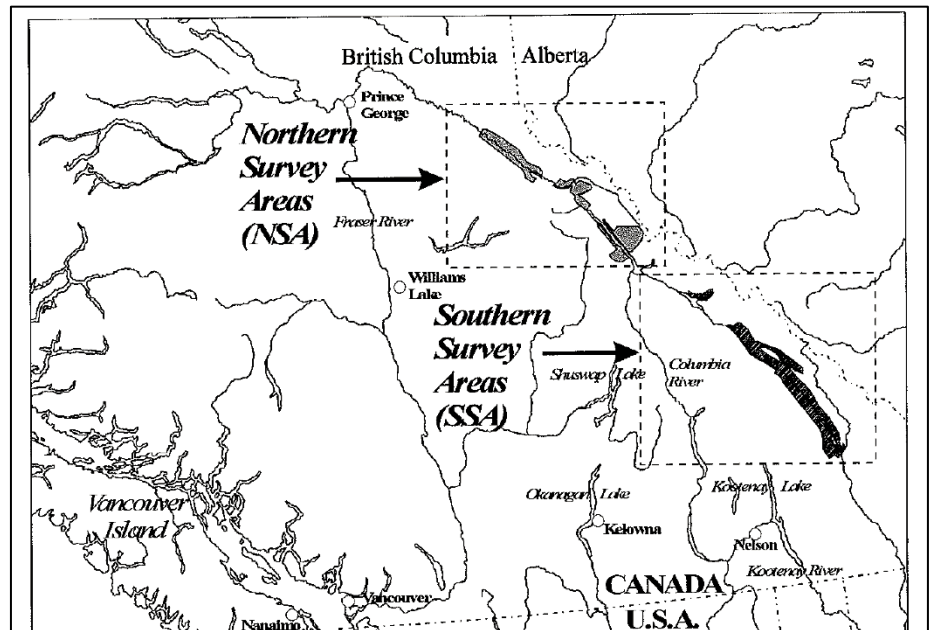 British Columbia
Alberta
Prince
George
Northern
Survey
Areas
(NSA)
Fraser River
Williams
Lake
Southern
Survey
Areas
(SSA)
Shuswap Lake
Columbia
River
Vancouver
Island
Okanagan Lake
Kootenay Lake
Kelowna
Nelson
Kootenay River
CANADA
U.S.A.
Vancouver
Nanaimo